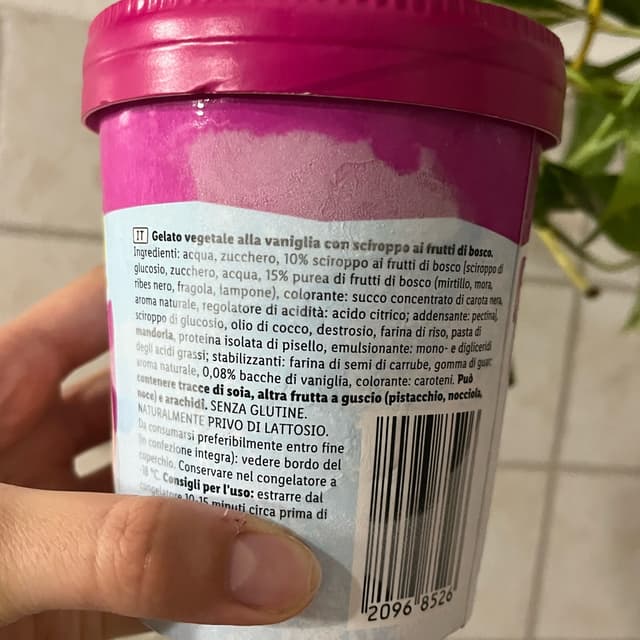 IT Gelato vegetale alla vaniglia con sciroppo ai frutti di bosco.
Ingredienti: acqua, zucchero, 10% sciroppo ai frutti di bosco [sciroppo di
glucosio, zucchero, acqua, 15% purea di frutti di bosco (mirtillo, mora,
ribes nero, fragola, lampone), colorante: succo concentrato di carota nera,
aroma naturale, regolatore di acidità: acido citrico; addensante: pectina],
sciroppo di glucosio, olio di cocco, destrosio, farina di riso, pasta di
mandorla, proteina isolata di pisello, emulsionante: mono- e digliceridi
degli acidi grassi; stabilizzanti: farina di semi di carrube, gomma di guar;
aroma naturale, 0,08% bacche di vaniglia, colorante: caroteni. Può
contenere tracce di soia, altra frutta a guscio (pistacchio, nocciola,
noce) e arachidi. SENZA GLUTINE.
NATURALMENTE PRIVO DI LATTOSIO.
Da consumarsi preferibilmente entro fine
(in confezione integra): vedere bordo del
coperchio. Conservare nel congelatore a
-18 °C. Consigli per l'uso: estrarre dal
congelatore 10-15 minuti circa prima di
2096 8526